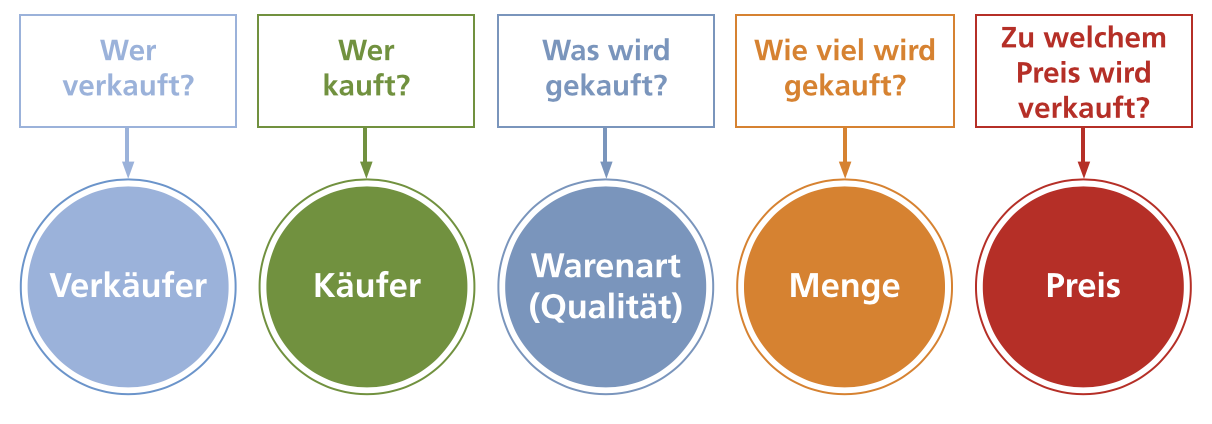 Wer
verkauft?
Wer
kauft?
Was wird
gekauft?
Wie viel wird
gekauft?
Zu welchem
Preis wird
verkauft?
Verkäufer
Käufer
Warenart
(Qualität)
Menge
Preis